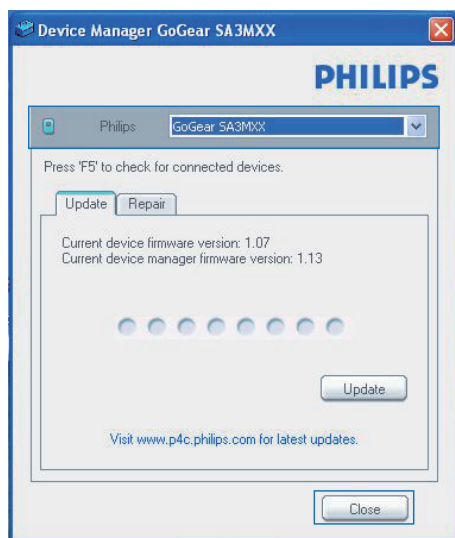 Device Manager GoGear SA3MXX
PHILIPS
Philips GoGear SA3MXX
Press 'F5' to check for connected devices.
Update Repair
Current device firmware version: 1.07
Current device manager firmware version: 1.13
Update
Visit www.p4c.philips.com for latest updates.
Close